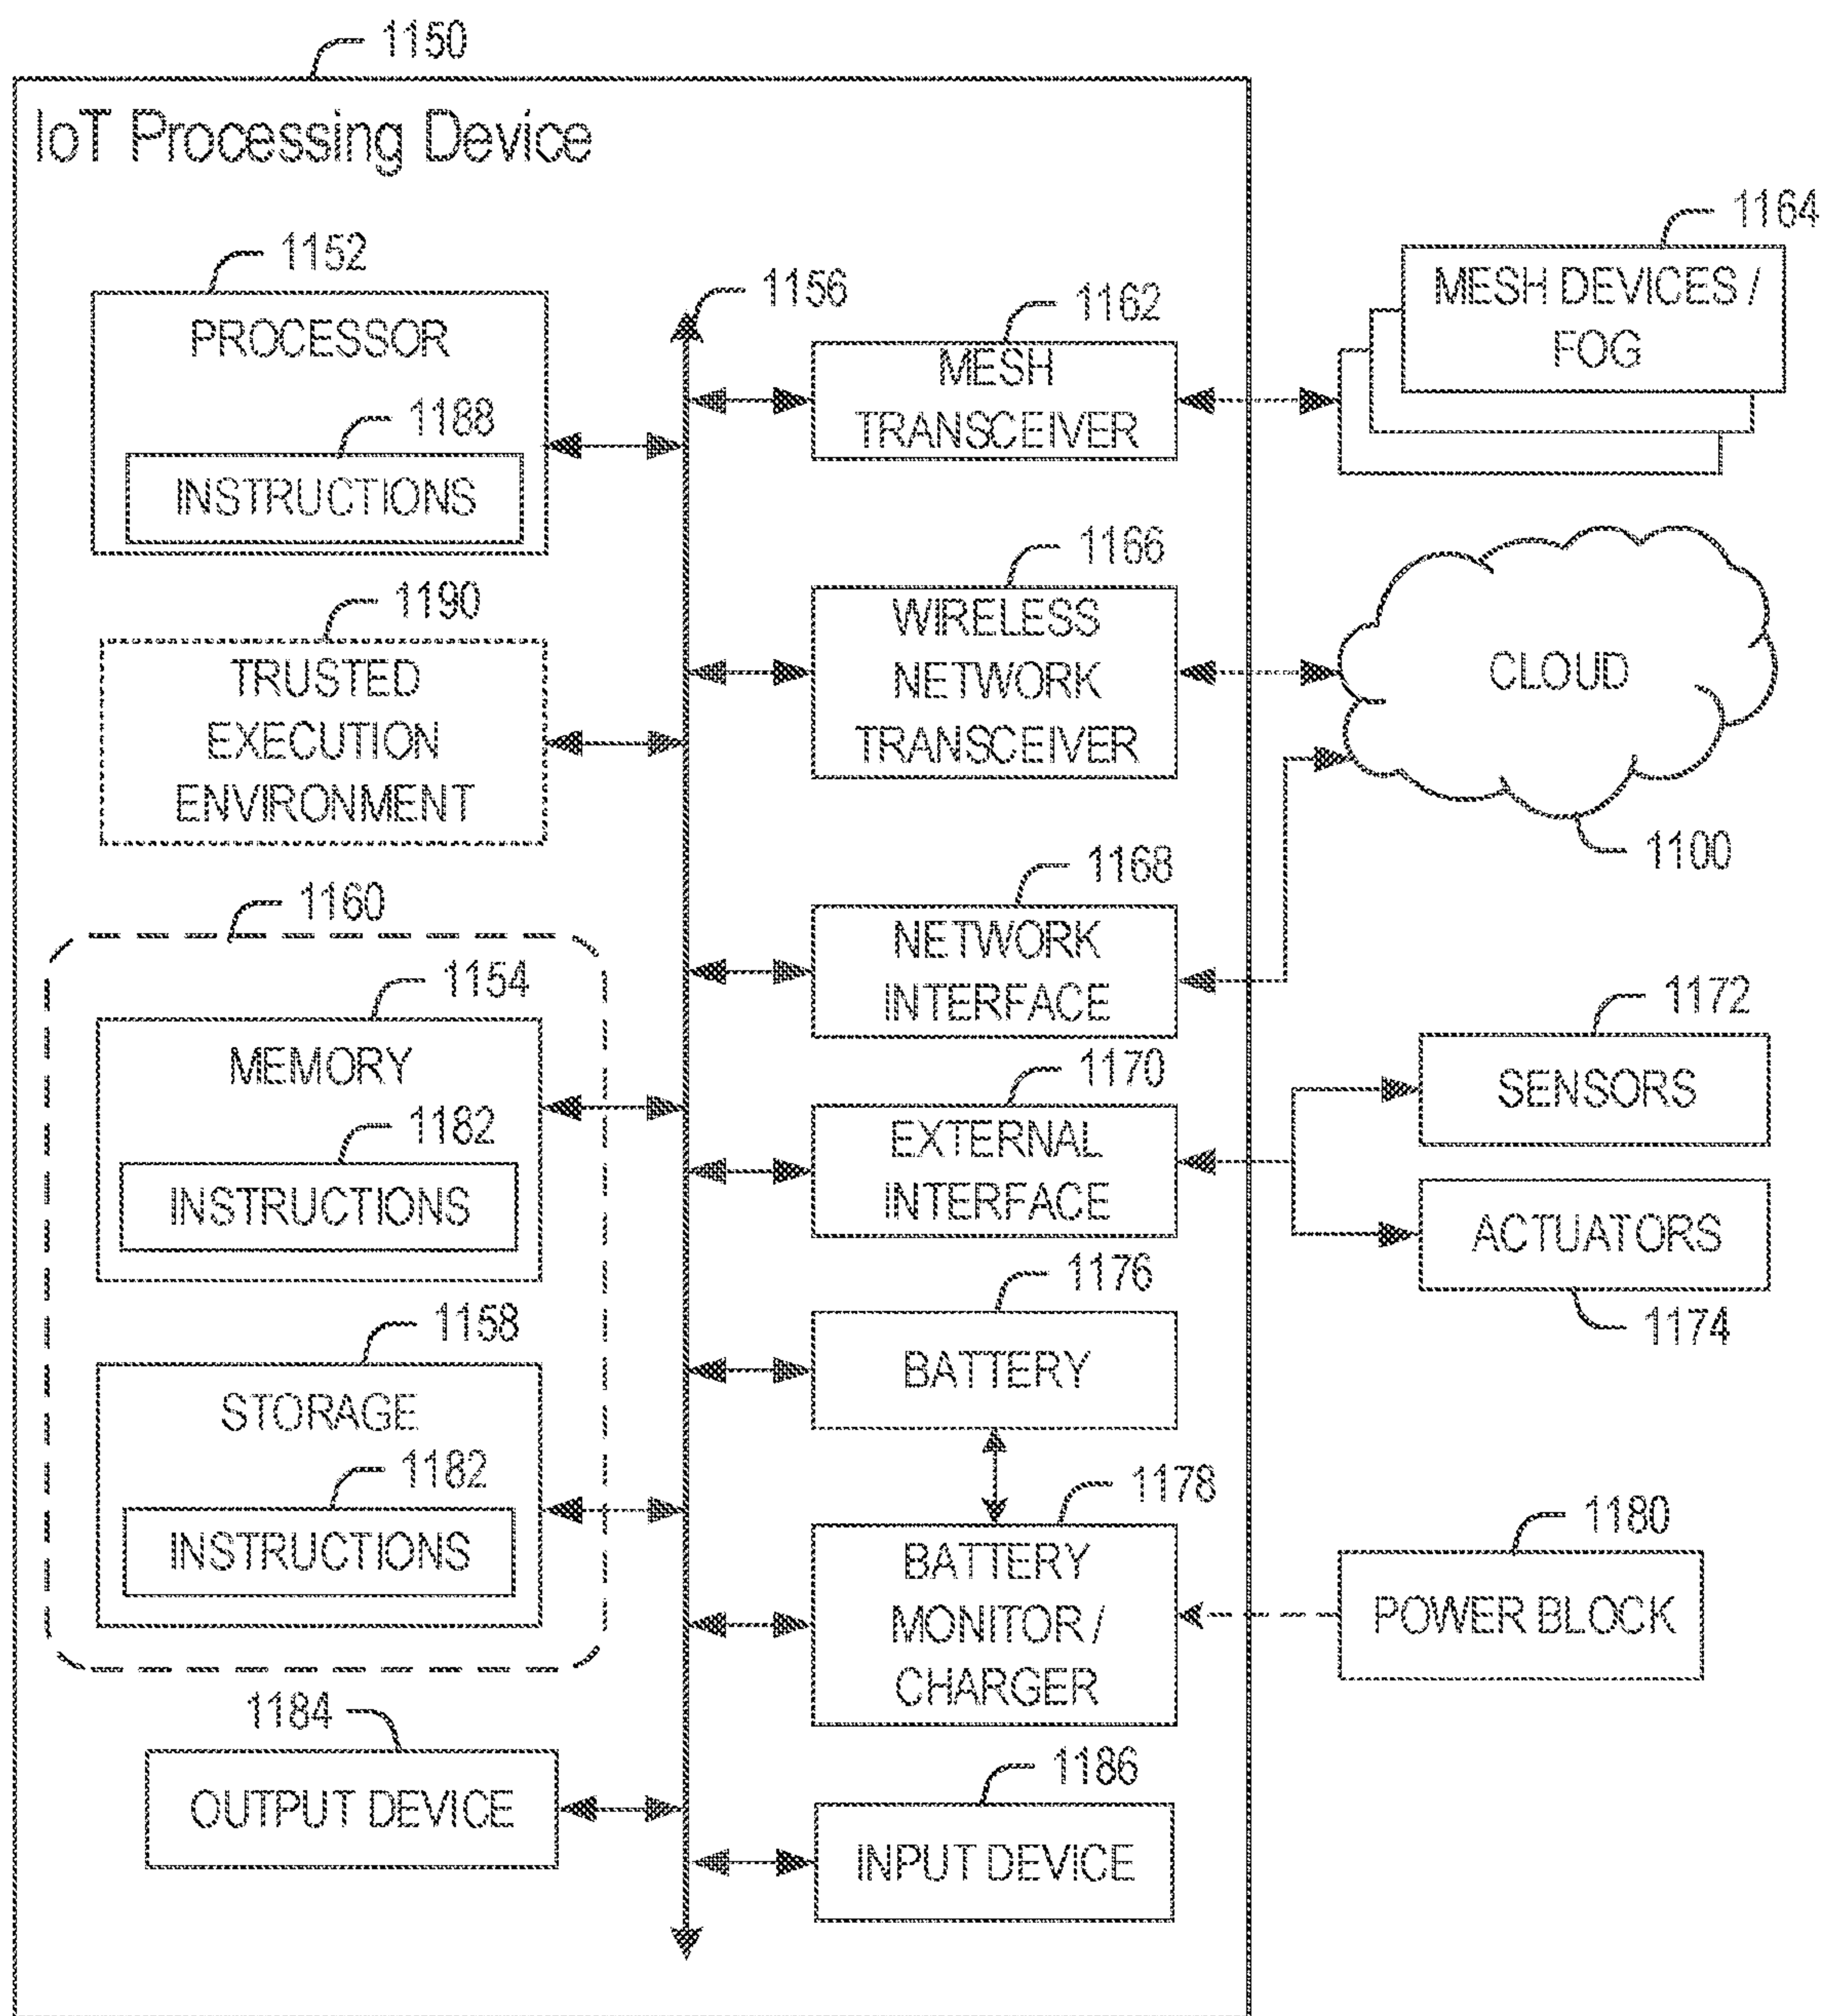 1150
IoT Processing Device
1152
PROCESSOR
1188
INSTRUCTIONS
1190
TRUSTED
EXECUTION
ENVIRONMENT
1160
1154
MEMORY
1182
INSTRUCTIONS
1158
STORAGE
1182
INSTRUCTIONS
1184
OUTPUT DEVICE
1156
1162
MESH
TRANSCEIVER
1166
WIRELESS
NETWORK
TRANSCEIVER
1168
NETWORK
INTERFACE
1170
EXTERNAL
INTERFACE
1176
BATTERY
1178
BATTERY
MONITOR /
CHARGER
1186
INPUT DEVICE
1164
MESH DEVICES /
FOG
CLOUD
1100
1172
SENSORS
ACTUATORS
1174
1180
POWER BLOCK